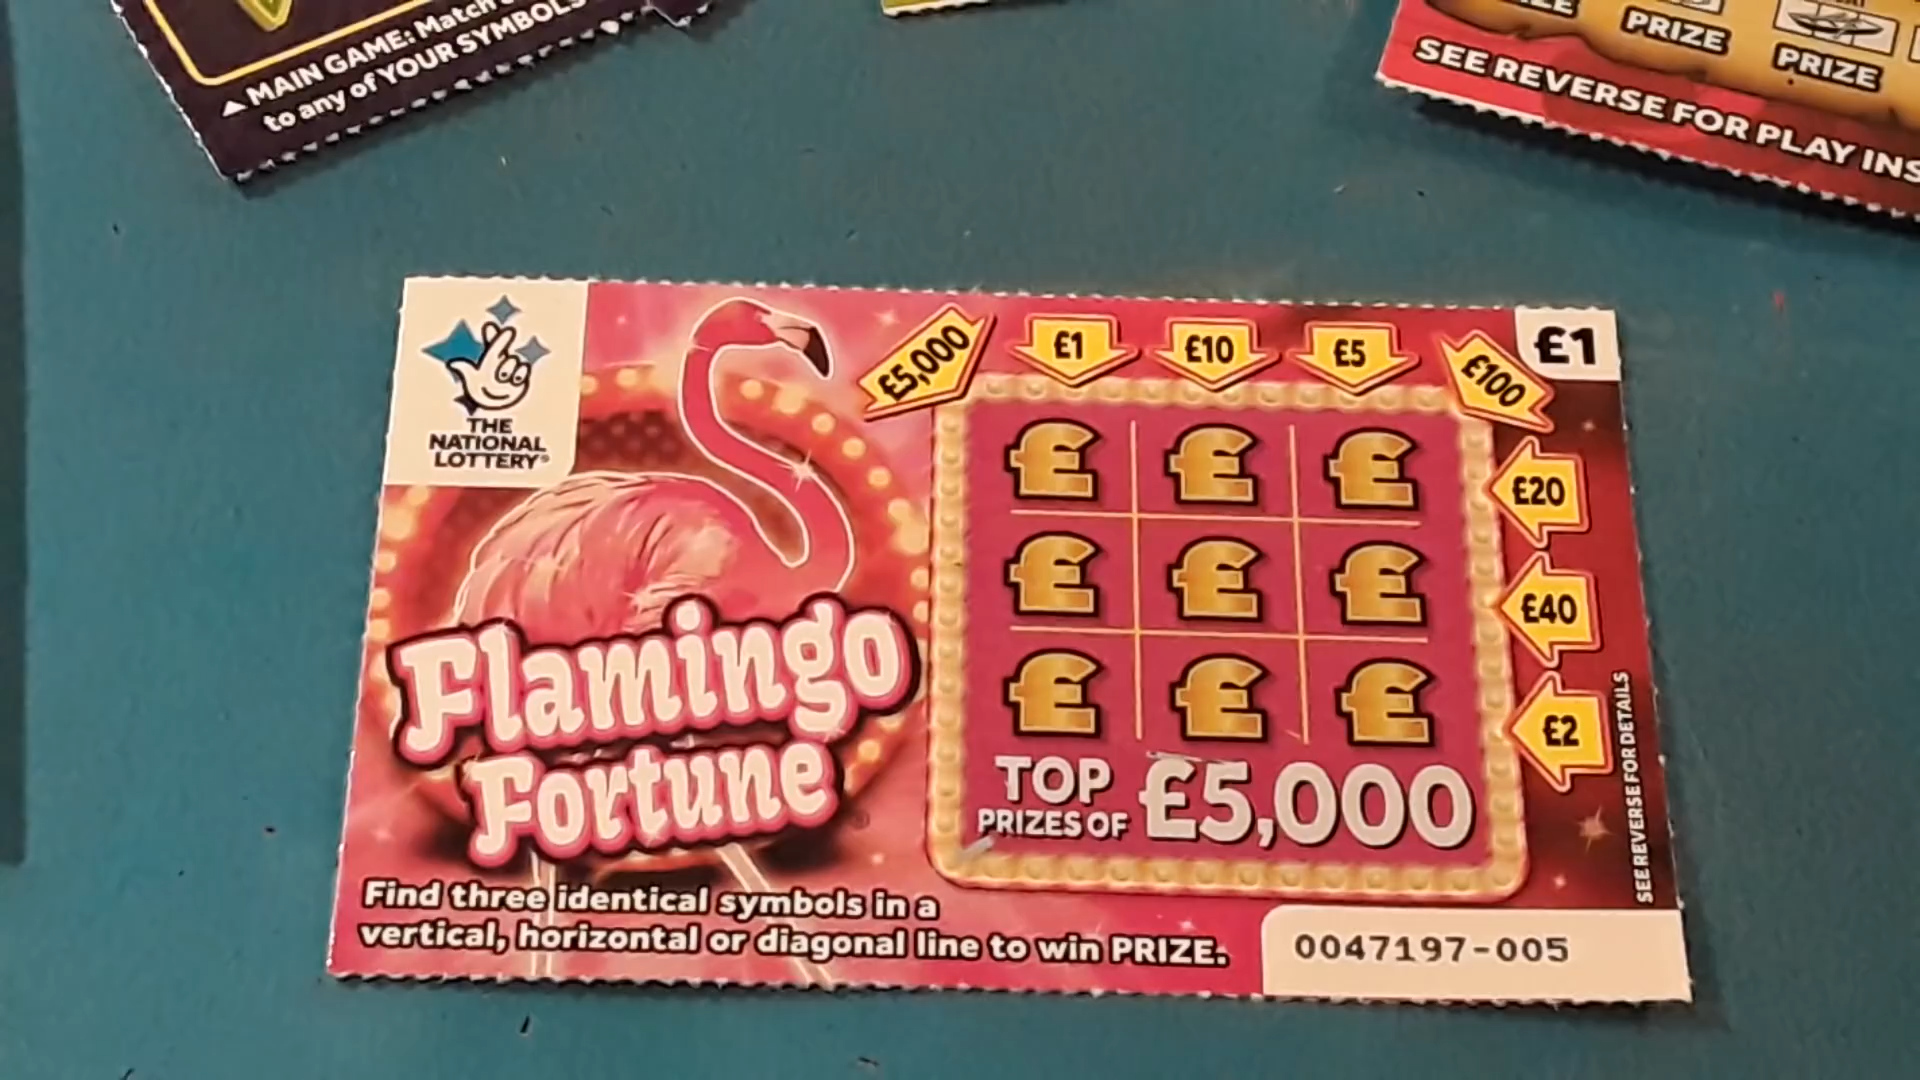 MAIN GAME: Match
to any of YOUR SYMBOLS
PRIZE
PRIZE
SEE REVERSE FOR PLAY INS
THE
NATIONAL
LOTTERY®
£5,000
£1
£10
£5
£100
£1
£ £ £
£20
£ £ £
£40
£ £ £
£2
TOP
PRIZES OF
£5,000
Flamingo
Fortune
Find three identical symbols in a
vertical, horizontal or diagonal line to win PRIZE.
SEE REVERSE FOR DETAILS
0047197-005